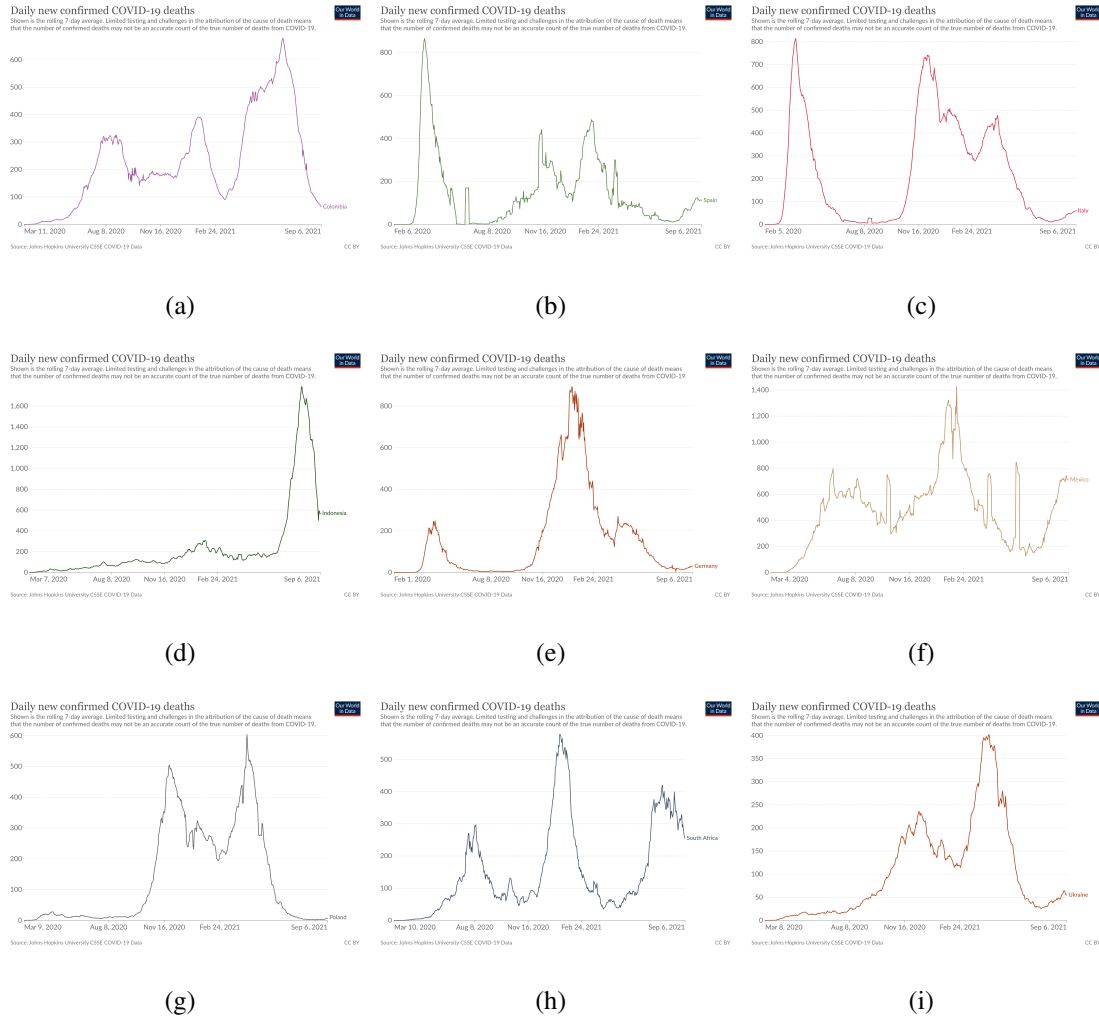 Daily new confirmed COVID-19 deaths
Shown is the rolling 7-day average. Limited testing and challenges in the attribution of the cause of death means
that the number of confirmed deaths may not be an accurate count of the true number of deaths from COVID-19.
Our World
in Data
600
500
400
300
200
100
0
Colombia
Mar 11, 2020 Aug 8, 2020 Nov 16, 2020 Feb 24, 2021 Sep 6, 2021
Source: Johns Hopkins University CSSE COVID-19 Data CC BY
(a)
Daily new confirmed COVID-19 deaths
Shown is the rolling 7-day average. Limited testing and challenges in the attribution of the cause of death means
that the number of confirmed deaths may not be an accurate count of the true number of deaths from COVID-19.
Our World
in Data
800
600
400
200
0
Spain
Feb 6, 2020 Aug 8, 2020 Nov 16, 2020 Feb 24, 2021 Sep 6, 2021
Source: Johns Hopkins University CSSE COVID-19 Data CC BY
(b)
Daily new confirmed COVID-19 deaths
Shown is the rolling 7-day average. Limited testing and challenges in the attribution of the cause of death means
that the number of confirmed deaths may not be an accurate count of the true number of deaths from COVID-19.
Our World
in Data
800
700
600
500
400
300
200
100
0
Italy
Feb 5, 2020 Aug 8, 2020 Nov 16, 2020 Feb 24, 2021 Sep 6, 2021
Source: Johns Hopkins University CSSE COVID-19 Data CC BY
(c)
Daily new confirmed COVID-19 deaths
Shown is the rolling 7-day average. Limited testing and challenges in the attribution of the cause of death means
that the number of confirmed deaths may not be an accurate count of the true number of deaths from COVID-19.
Our World
in Data
1,600
1,400
1,200
1,000
800
600
400
200
0
Indonesia
Mar 7, 2020 Aug 8, 2020 Nov 16, 2020 Feb 24, 2021 Sep 6, 2021
Source: Johns Hopkins University CSSE COVID-19 Data CC BY
(d)
Daily new confirmed COVID-19 deaths
Shown is the rolling 7-day average. Limited testing and challenges in the attribution of the cause of death means
that the number of confirmed deaths may not be an accurate count of the true number of deaths from COVID-19.
Our World
in Data
800
600
400
200
0
Germany
Feb 1, 2020 Aug 8, 2020 Nov 16, 2020 Feb 24, 2021 Sep 6, 2021
Source: Johns Hopkins University CSSE COVID-19 Data CC BY
(e)
Daily new confirmed COVID-19 deaths
Shown is the rolling 7-day average. Limited testing and challenges in the attribution of the cause of death means
that the number of confirmed deaths may not be an accurate count of the true number of deaths from COVID-19.
Our World
in Data
1,400
1,200
1,000
800
600
400
200
0
Mexico
Mar 4, 2020 Aug 8, 2020 Nov 16, 2020 Feb 24, 2021 Sep 6, 2021
Source: Johns Hopkins University CSSE COVID-19 Data CC BY
(f)
Daily new confirmed COVID-19 deaths
Shown is the rolling 7-day average. Limited testing and challenges in the attribution of the cause of death means
that the number of confirmed deaths may not be an accurate count of the true number of deaths from COVID-19.
Our World
in Data
600
500
400
300
200
100
0
Poland
Mar 9, 2020 Aug 8, 2020 Nov 16, 2020 Feb 24, 2021 Sep 6, 2021
Source: Johns Hopkins University CSSE COVID-19 Data CC BY
(g)
Daily new confirmed COVID-19 deaths
Shown is the rolling 7-day average. Limited testing and challenges in the attribution of the cause of death means
that the number of confirmed deaths may not be an accurate count of the true number of deaths from COVID-19.
Our World
in Data
500
400
300
200
100
0
South Africa
Mar 10, 2020 Aug 8, 2020 Nov 16, 2020 Feb 24, 2021 Sep 6, 2021
Source: Johns Hopkins University CSSE COVID-19 Data CC BY
(h)
Daily new confirmed COVID-19 deaths
Shown is the rolling 7-day average. Limited testing and challenges in the attribution of the cause of death means
that the number of confirmed deaths may not be an accurate count of the true number of deaths from COVID-19.
Our World
in Data
400
350
300
250
200
150
100
50
0
Ukraine
Mar 8, 2020 Aug 8, 2020 Nov 16, 2020 Feb 24, 2021 Sep 6, 2021
Source: Johns Hopkins University CSSE COVID-19 Data CC BY
(i)